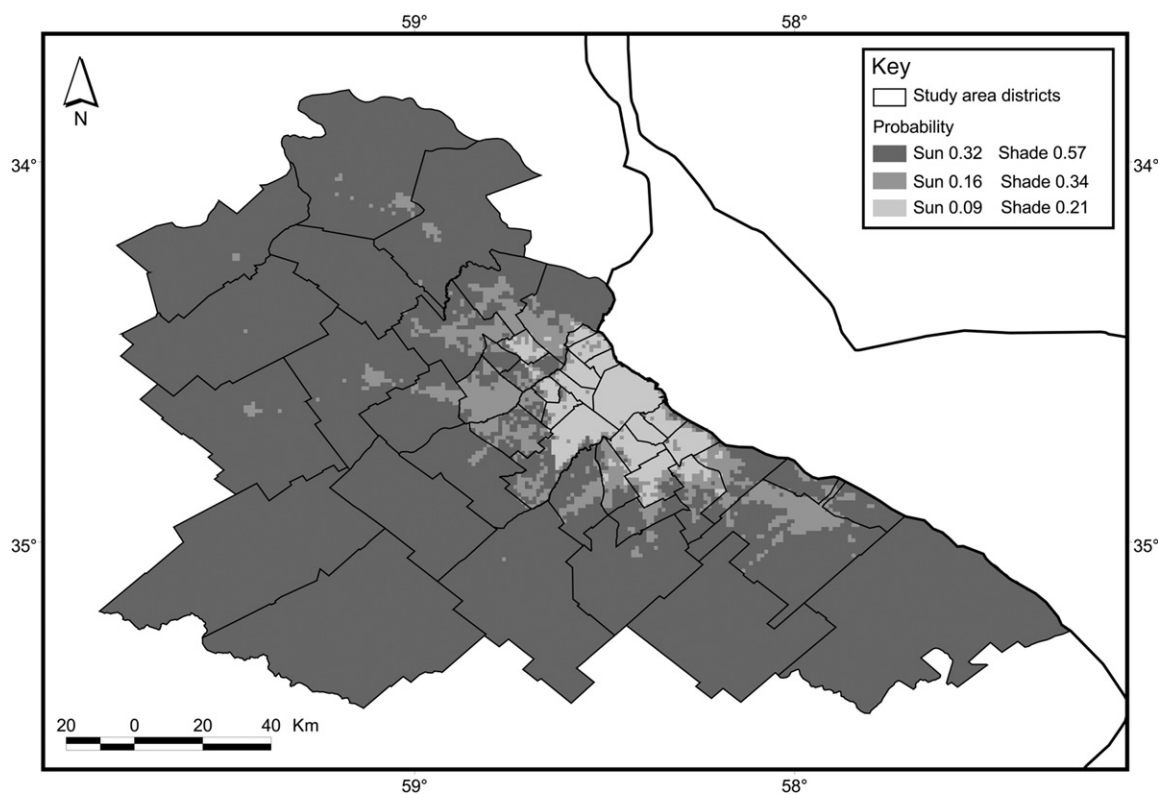 59° 58°
Key
N
Study area districts
Probability
34° 34°
Sun 0.32 Shade 0.57
Sun 0.16 Shade 0.34
Sun 0.09 Shade 0.21
35° 35°
20 0 20 40 Km
59° 58°